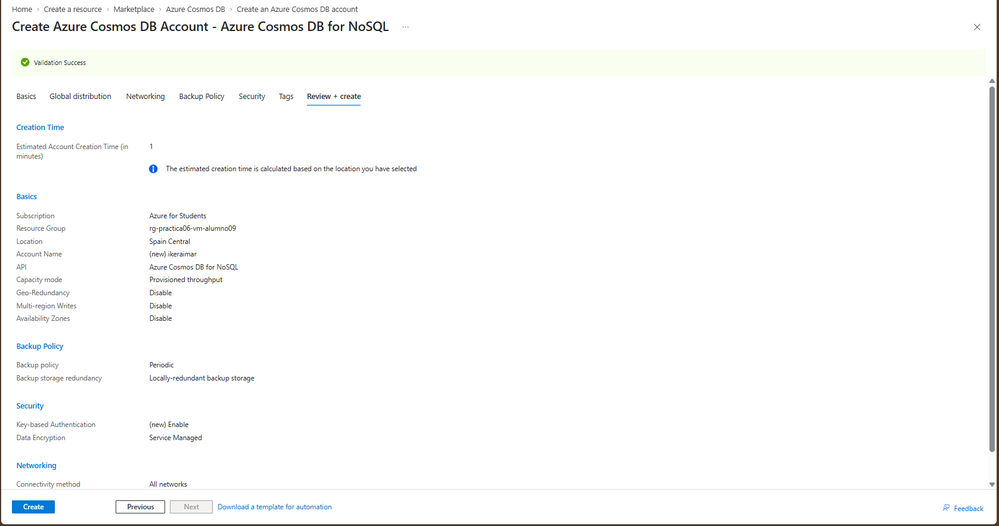 Home > Create a resource > Marketplace > Azure Cosmos DB > Create an Azure Cosmos DB account
Create Azure Cosmos DB Account - Azure Cosmos DB for NoSQL ...
Validation Success
Basics Global distribution Networking Backup Policy Security Tags Review + create
Creation Time
Estimated Account Creation Time (in minutes) 1
The estimated creation time is calculated based on the location you have selected
Basics
Subscription Azure for Students
Resource Group rg-practica06-vm-alumno09
Location Spain Central
Account Name (new) ikeraimar
API Azure Cosmos DB for NoSQL
Capacity mode Provisioned throughput
Geo-Redundancy Disable
Multi-region Writes Disable
Availability Zones Disable
Backup Policy
Backup policy Periodic
Backup storage redundancy Locally-redundant backup storage
Security
Key-based Authentication (new) Enable
Data Encryption Service Managed
Networking
Connectivity method All networks
Create Previous Next Download a template for automation Feedback